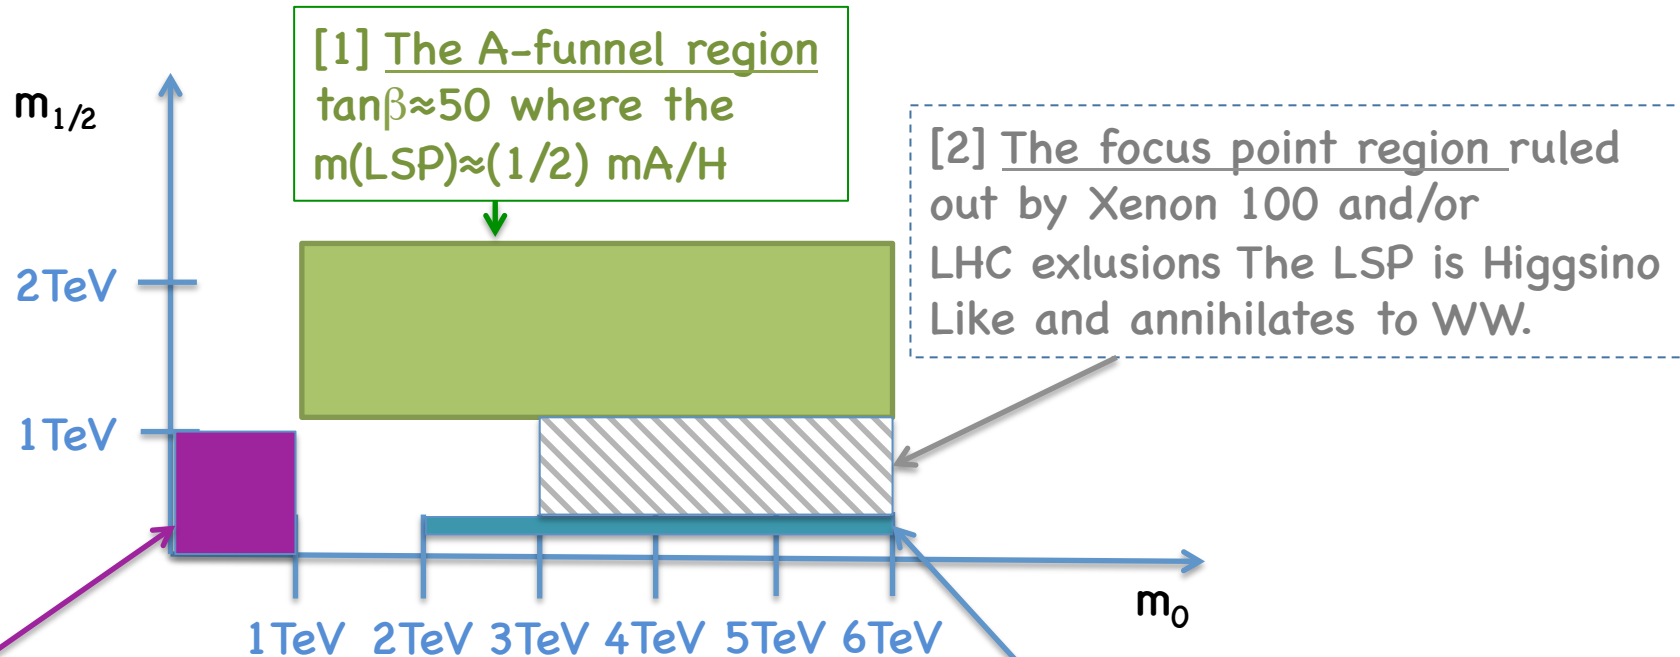 [1] The A-funnel region
tanβ≈50 where the
m(LSP)≈(1/2) mA/H
m1/2
[2] The focus point region ruled
out by Xenon 100 and/or
LHC exlusions The LSP is Higgsino
Like and annihilates to WW.
2TeV
1TeV
m0
1TeV 2TeV 3TeV 4TeV 5TeV 6TeV